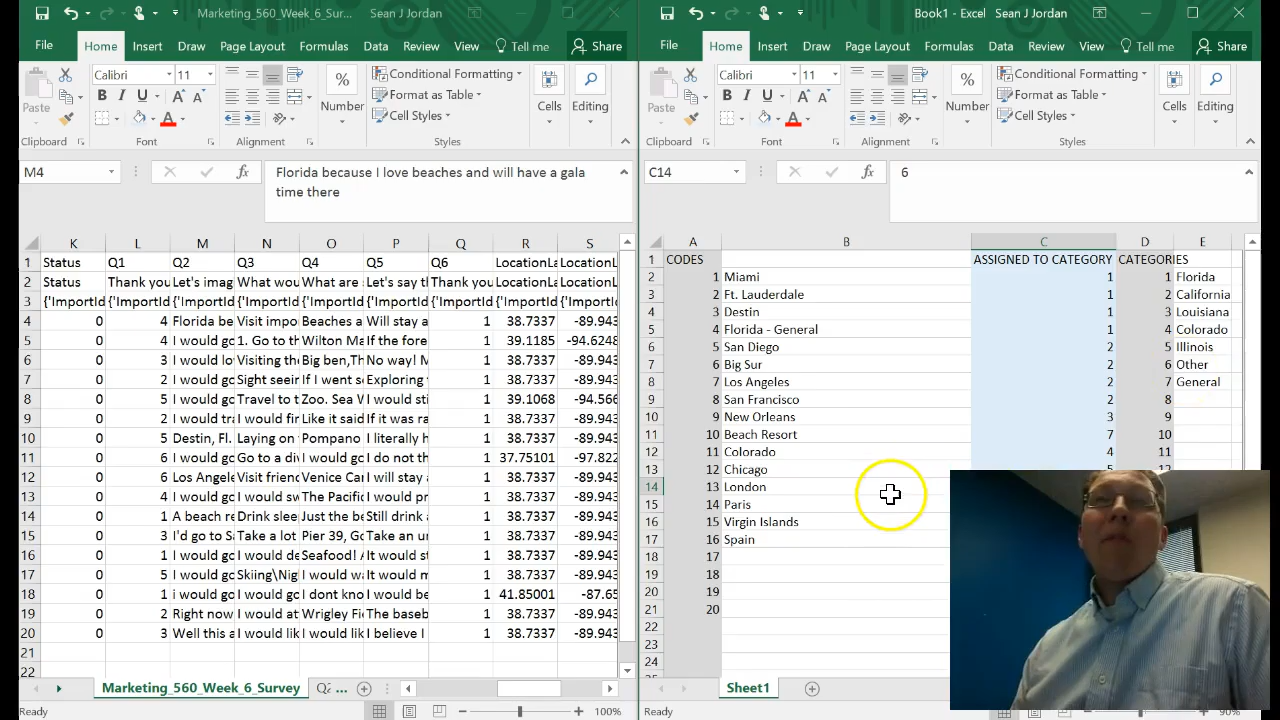 Marketing_560_Week_6_Sur... Sean J Jordan
File Home Insert Draw Page Layout Formulas Data Review View Tell me Share
Paste
Calibri 11
B I U A A
A
Number
%
Conditional Formatting
Format as Table
Cell Styles
Cells
Editing
Clipboard Font Alignment Styles
M4
fx
Florida because I love beaches and will have a gala
time there
K L M N O P Q R S
1 Status Q1 Q2 Q3 Q4 Q5 Q6 LocationLa LocationL
2 Status Thank you Let's imag What wou What are Let's say t Thank you LocationLa LocationL
3 {'ImportId {'ImportId {'ImportId {'ImportId {'ImportId {'ImportId {'ImportId {'ImportId {'ImportId
4 0 4 Florida be Visit impo Beaches a Will stay a 1 38.7337 -89.943
5 0 4 I would go 1. Go to th Wilton Ma If the fore 1 39.1185 -94.6248
6 0 3 I would lo Visiting the Big ben,Th No way! M 1 38.7337 -89.943
7 0 2 I would go Sight seein If I went s Exploring 1 38.7337 -89.943
8 0 5 I would go Travel to t Zoo. Sea V I would sti 1 39.1068 -94.566
9 0 2 I would tra I would fir Like it said If it was ra 1 38.7337 -89.943
10 0 5 Destin, Fl. Laying on Pompano I literally h 1 38.7337 -89.943
11 0 6 I would go Go to a div I would go I do not th 1 37.75101 -97.822
12 0 6 Los Angele Visit friend Venice Car I will stay 1 38.7337 -89.943
13 0 4 I would go I would sw The Pacifi I would go 1 38.7337 -89.943
14 0 1 A beach re Drink slee Just the be Still drink 1 38.7337 -89.943
15 0 3 I'd go to Sa Take a lot Pier 39, Go Take an u 1 38.7337 -89.943
16 0 1 I would go I would de Seafood! A It would st 1 38.7337 -89.943
17 0 5 I would go Skiing\Nig I would wa It would m 1 38.7337 -89.943
18 0 1 i would go I would go I dont kno I would be 1 41.85001 -87.65
19 0 2 Right now I would at Wrigley Fi The baseb 1 38.7337 -89.943
20 0 3 Well this a I would lik I would lik I believe I 1 38.7337 -89.943
21
22
Marketing_560_Week_6_Survey Q2 ...
Ready 100%
Book1 - Excel Sean J Jordan
File Home Insert Draw Page Layout Formulas Data Review View Tell me Share
Paste
Calibri 11
B I U A A
A
Number
%
Conditional Formatting
Format as Table
Cell Styles
Cells
Editing
Clipboard Font Alignment Styles
C14
fx
6
A B C D E
1 CODES ASSIGNED TO CATEGORY CATEGORIES
2 1 Miami 1 1 Florida
3 2 Ft. Lauderdale 1 2 California
4 3 Destin 1 3 Louisiana
5 4 Florida - General 1 4 Colorado
6 5 San Diego 2 5 Illinois
7 6 Big Sur 2 6 Other
8 7 Los Angeles 2 7 General
9 8 San Francisco 2 8
10 9 New Orleans 3 9
11 10 Beach Resort 7 10
12 11 Colorado 4 11
13 12 Chicago 5 12
14 13 London
15 14 Paris
16 15 Virgin Islands
17 16 Spain
18 17
19 18
20 19
21 20
22
23
24
Sheet1
Ready